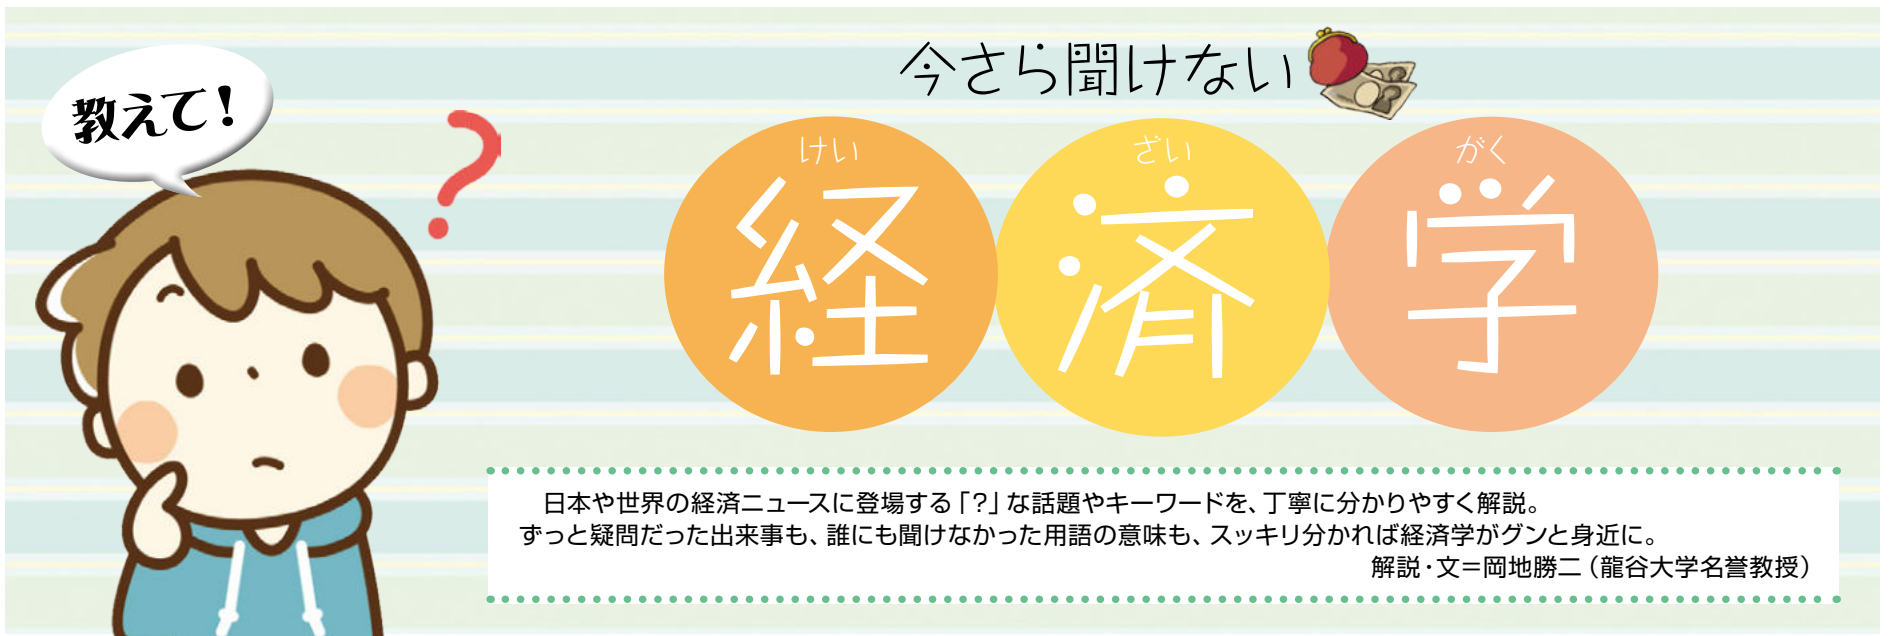 教えて！
今さら聞けない
けい ざい がく
経済学
日本や世界の経済ニュースに登場する「？」な話題やキーワードを、丁寧に分かりやすく解説。
ずっと疑問だった出来事も、誰にも聞けなかった用語の意味も、スッキリ分かれば経済学がグンと身近に。
解説・文＝岡地勝二（龍谷大学名誉教授）